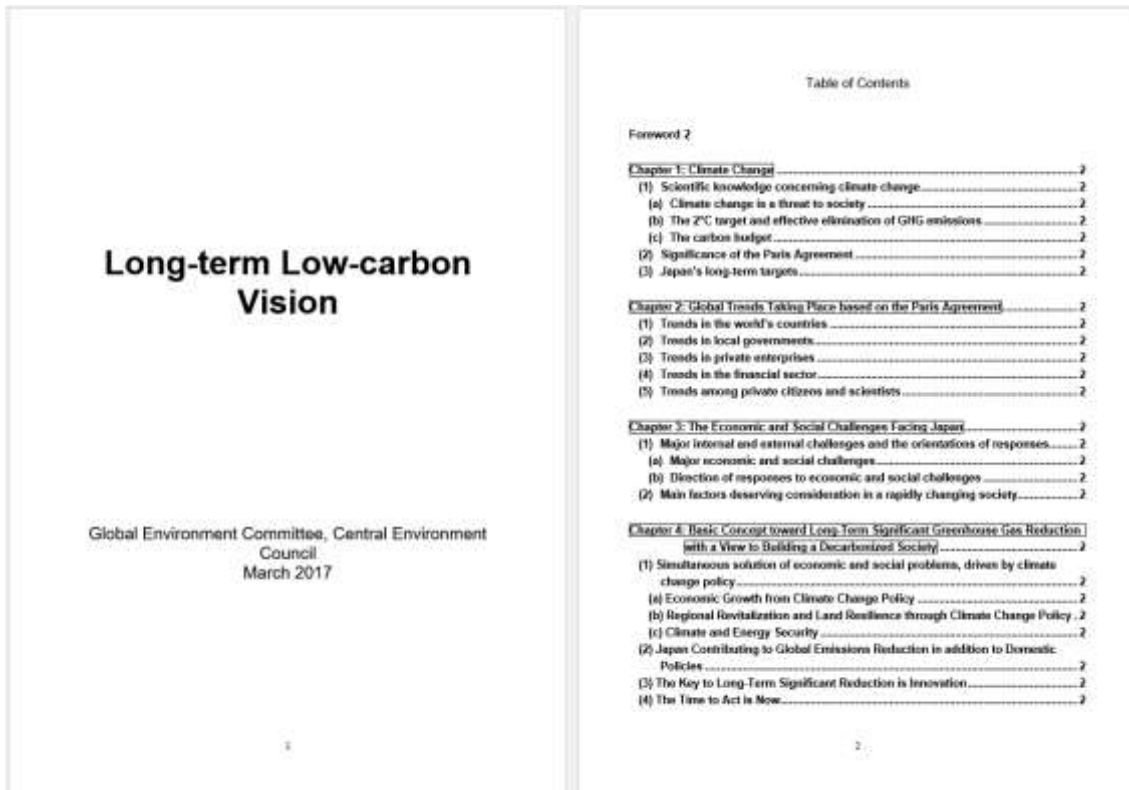 Long-term Low-carbon
Vision
Global Environment Committee, Central Environment
Council
March 2017
1
Table of Contents
Foreword 2
Chapter 1: Climate Change 2
(1) Scientific knowledge concerning climate change 2
(a) Climate change is a threat to society 2
(b) The 2°C target and effective elimination of GHG emissions 2
(c) The carbon budget 2
(2) Significance of the Paris Agreement 2
(3) Japan's long-term targets 2
Chapter 2: Global Trends Taking Place based on the Paris Agreement 2
(1) Trends in the world's countries 2
(2) Trends in local governments 2
(3) Trends in private enterprises 2
(4) Trends in the financial sector 2
(5) Trends among private citizens and scientists 2
Chapter 3: The Economic and Social Challenges Facing Japan 2
(1) Major internal and external challenges and the orientations of responses 2
(a) Major economic and social challenges 2
(b) Direction of responses to economic and social challenges 2
(2) Main factors deserving consideration in a rapidly changing society 2
Chapter 4: Basic Concept toward Long-Term Significant Greenhouse Gas Reduction
with a View to Building a Decarbonized Society 2
(1) Simultaneous solution of economic and social problems, driven by climate
change policy 2
(a) Economic Growth from Climate Change Policy 2
(b) Regional Revitalization and Land Resilience through Climate Change Policy . 2
(c) Climate and Energy Security 2
(2) Japan Contributing to Global Emissions Reduction in addition to Domestic
Policies 2
(3) The Key to Long-Term Significant Reduction is Innovation 2
(4) The Time to Act is Now 2
2